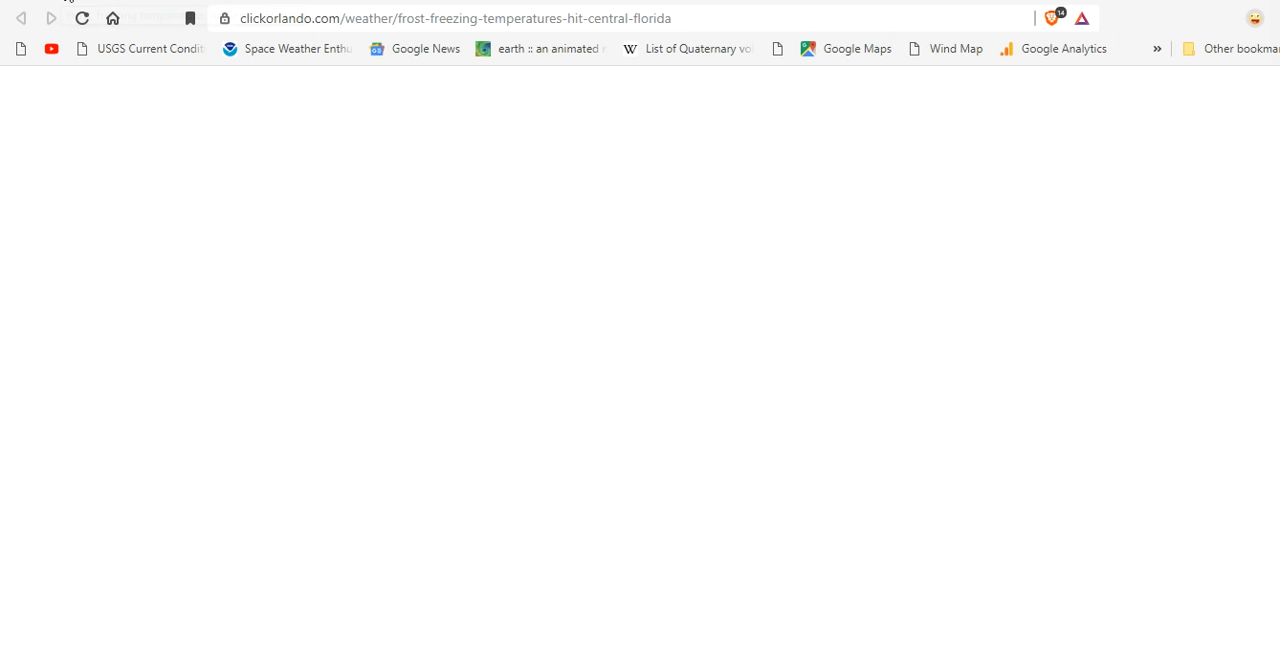 clickorlando.com/weather/frost-freezing-temperatures-hit-central-florida
14
USGS Current Condit Space Weather Enthu Google News earth :: an animated List of Quaternary vo Google Maps Wind Map Google Analytics » Other bookmar